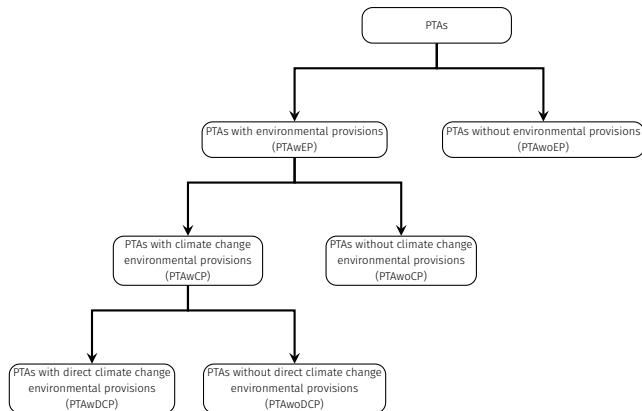 PTAs
PTAs with environmental provisions
(PTAwEP)
PTAs without environmental provisions
(PTAwoEP)
PTAs with climate change
environmental provisions
(PTAwCP)
PTAs without climate change
environmental provisions
(PTAwoCP)
PTAs with direct climate change
environmental provisions
(PTAwDCP)
PTAs without direct climate change
environmental provisions
(PTAwoDCP)